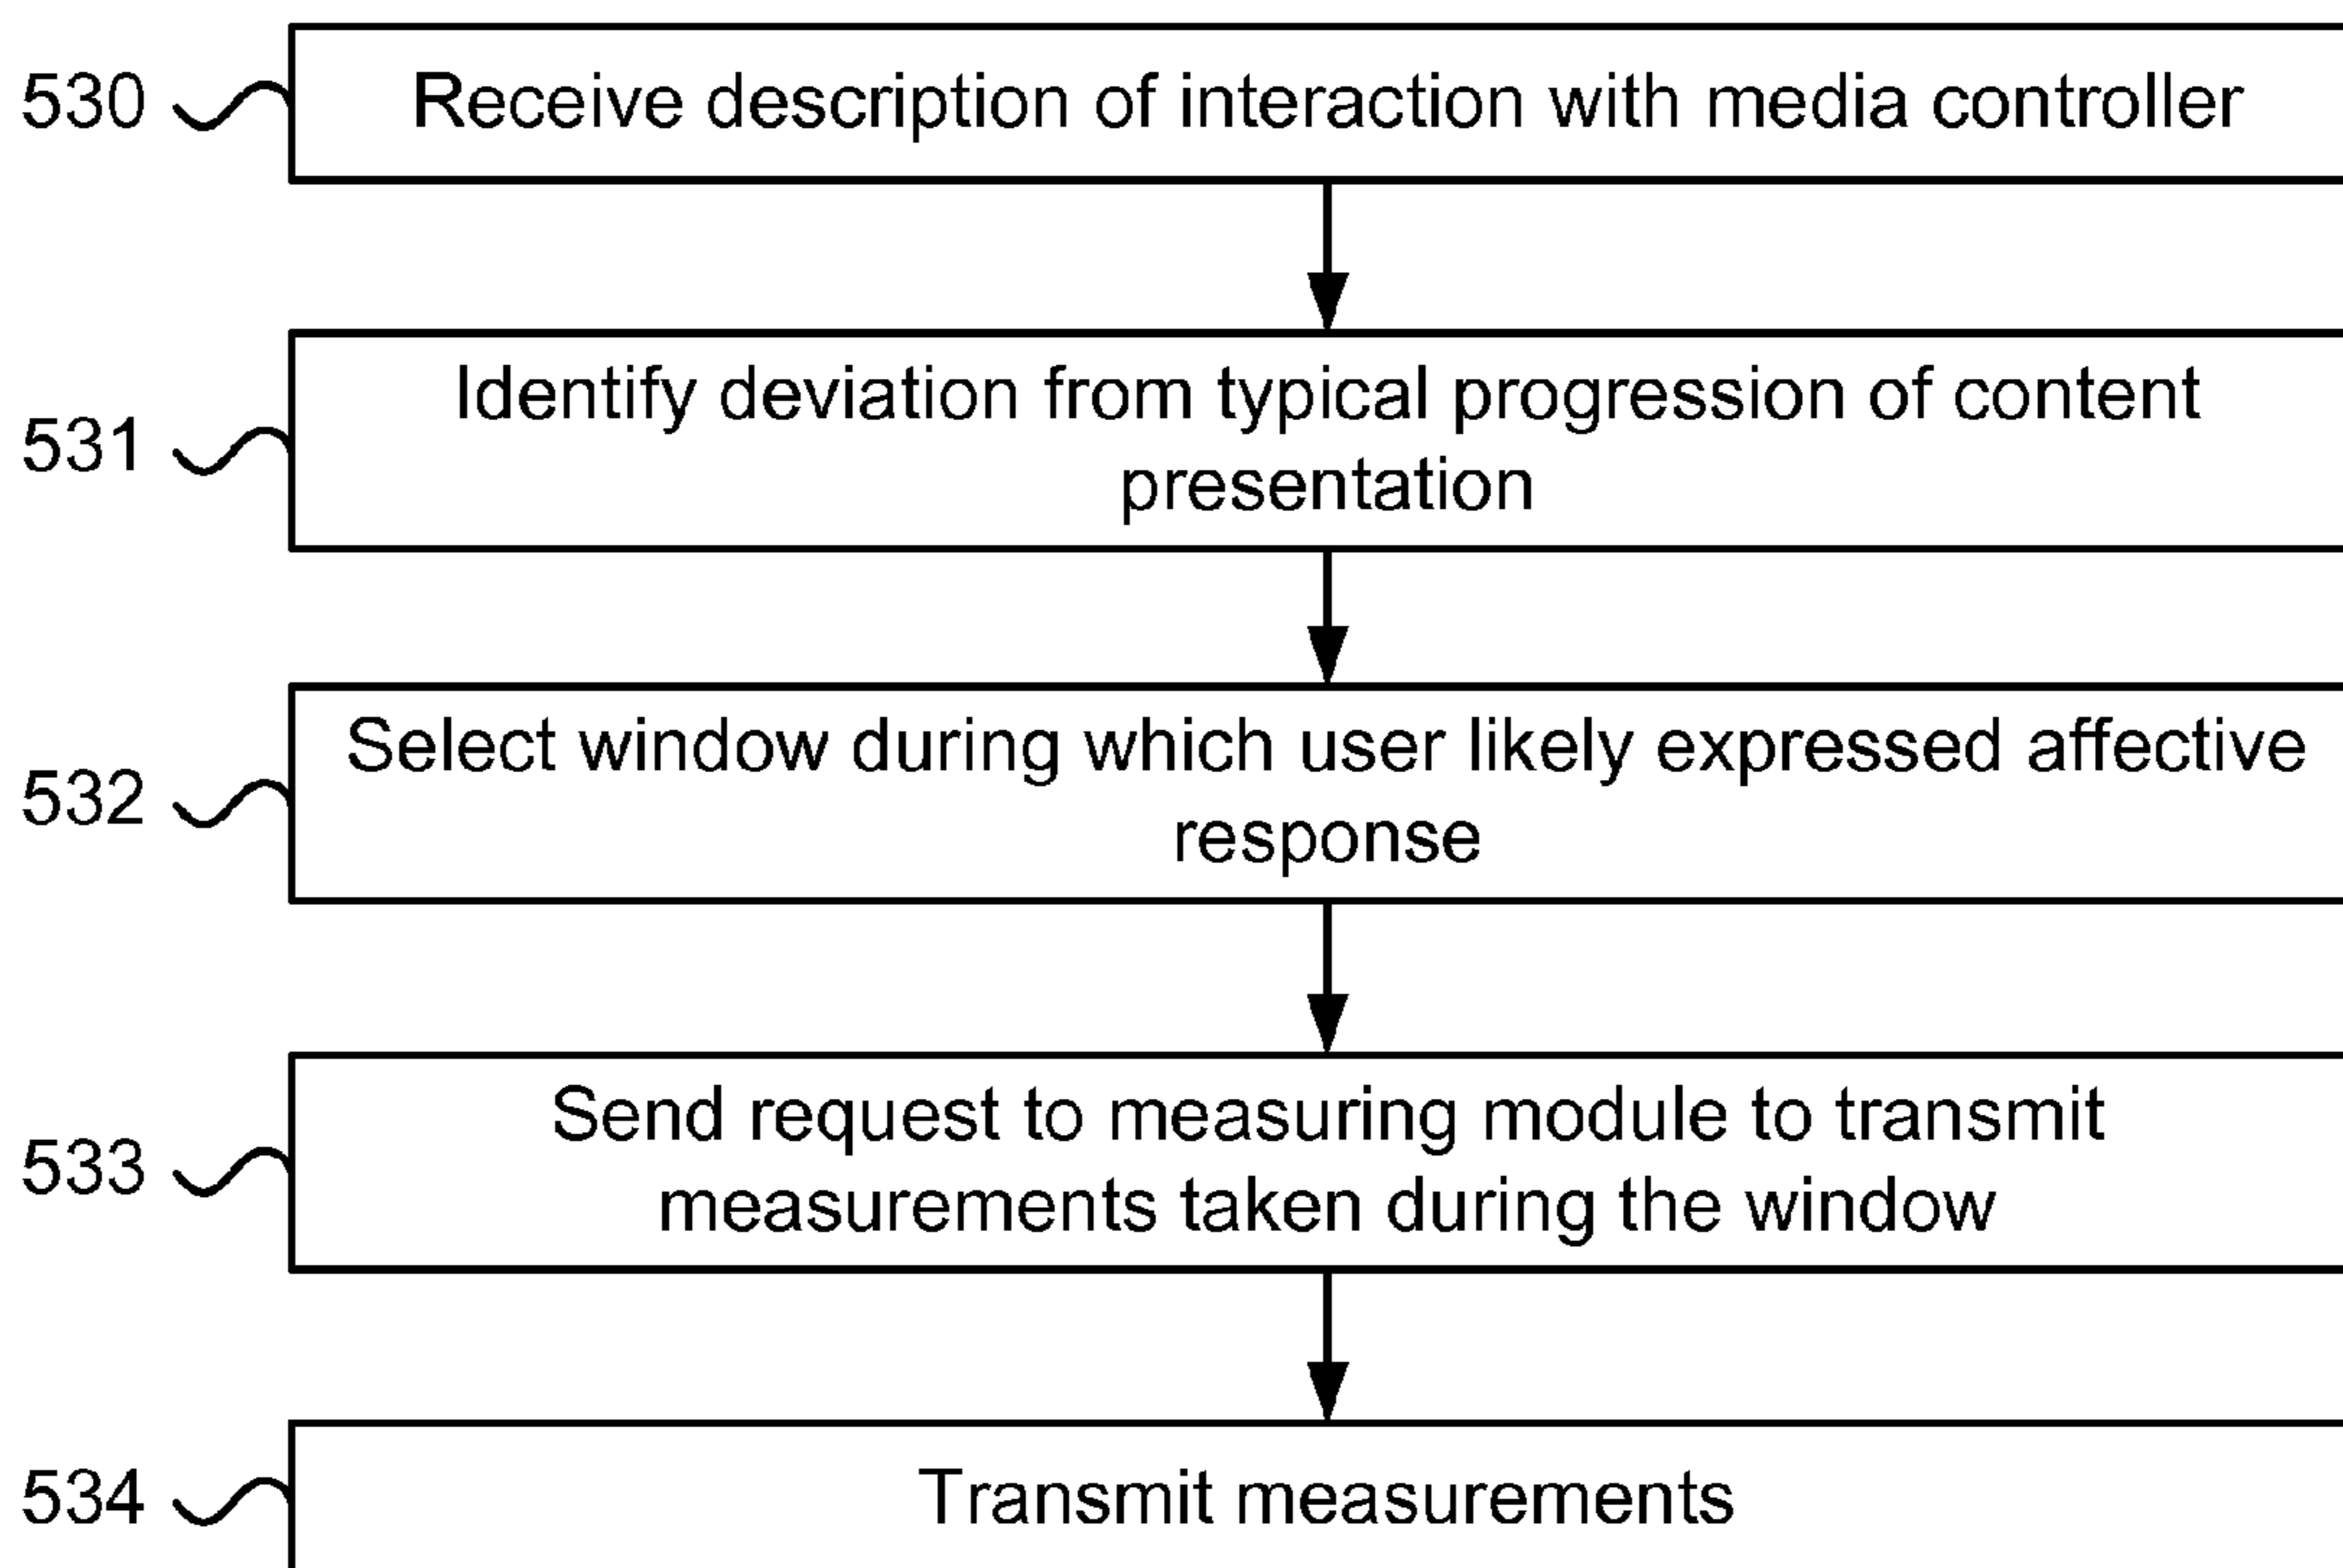 530
Receive description of interaction with media controller
531
Identify deviation from typical progression of content
presentation
532
Select window during which user likely expressed affective
response
533
Send request to measuring module to transmit
measurements taken during the window
534
Transmit measurements